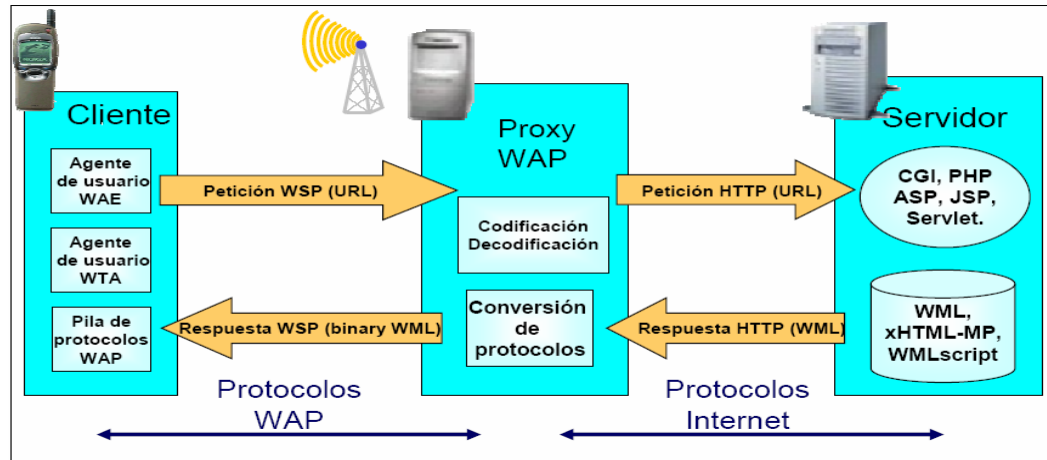 Cliente
Agente
de usuario
WAE
Agente
de usuario
WTA
Pila de
protocolos
WAP
Petición WSP (URL)
Respuesta WSP (binary WML)
Proxy
WAP
Codificación
Decodificación
Conversión
de
protocolos
Petición HTTP (URL)
Respuesta HTTP (WML)
Servidor
CGI, PHP
ASP, JSP,
Servlet.
WML,
xHTML-MP,
WMLscript
Protocolos
WAP
Protocolos
Internet